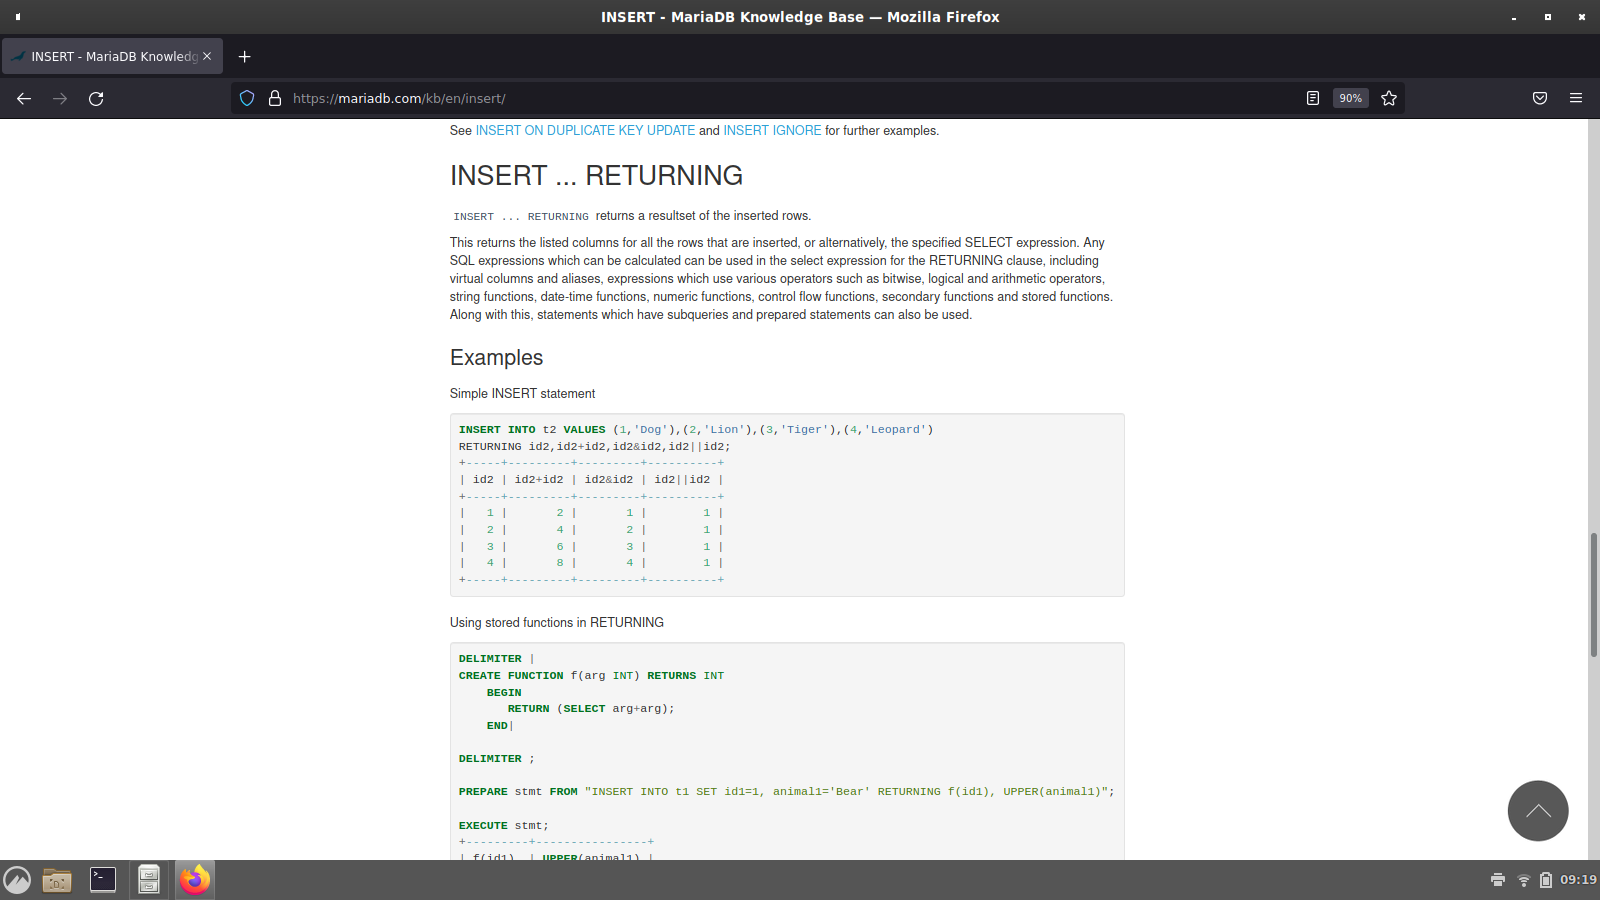 INSERT - MariaDB Knowledge Base — Mozilla Firefox
INSERT - MariaDB Knowledg
https://mariadb.com/kb/en/insert/
90%
See INSERT ON DUPLICATE KEY UPDATE and INSERT IGNORE for further examples.
INSERT ... RETURNING
INSERT ... RETURNING returns a resultset of the inserted rows.
This returns the listed columns for all the rows that are inserted, or alternatively, the specified SELECT expression. Any
SQL expressions which can be calculated can be used in the select expression for the RETURNING clause, including
virtual columns and aliases, expressions which use various operators such as bitwise, logical and arithmetic operators,
string functions, date-time functions, numeric functions, control flow functions, secondary functions and stored functions.
Along with this, statements which have subqueries and prepared statements can also be used.
Examples
Simple INSERT statement
INSERT INTO t2 VALUES (1,'Dog'),(2,'Lion'),(3,'Tiger'),(4,'Leopard')
RETURNING id2,id2+id2,id2&id2,id2||id2;
+-----+---------+---------+----------+
| id2 | id2+id2 | id2&id2 | id2||id2 |
+-----+---------+---------+----------+
|   1 |       2 |       1 |        1 |
|   2 |       4 |       2 |        1 |
|   3 |       6 |       3 |        1 |
|   4 |       8 |       4 |        1 |
+-----+---------+---------+----------+
Using stored functions in RETURNING
DELIMITER |
CREATE FUNCTION f(arg INT) RETURNS INT
    BEGIN
       RETURN (SELECT arg+arg);
    END|
DELIMITER ;
PREPARE stmt FROM "INSERT INTO t1 SET id1=1, animal1='Bear' RETURNING f(id1), UPPER(animal1)";
EXECUTE stmt;
+---------+----------------+
| f(id1)  | UPPER(animal1) |
09:19